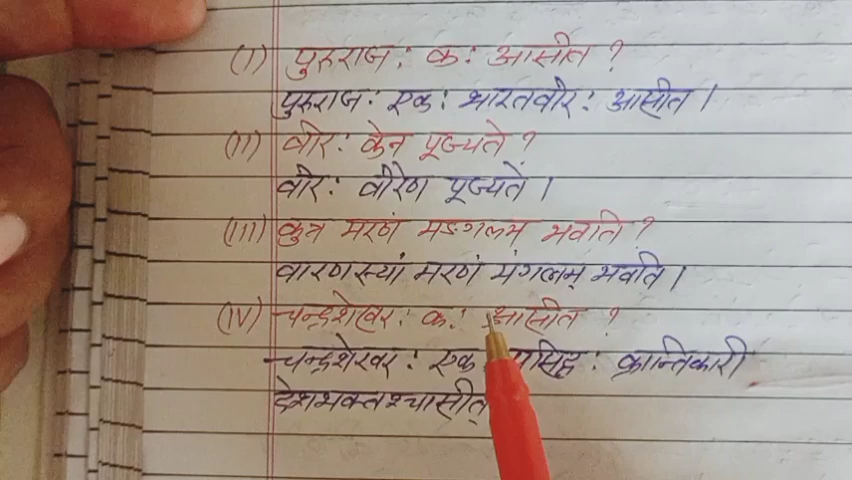 (I) पुरुराजः कः आसीत ?
पुरुराजः एकः भारतवीरः आसीत ।
(II) वीरः केन पूज्यते ?
वीरः वीरेण पूज्यते ।
(III) कुत्र मरणं मङ्गलम् भवति ?
वारणस्यां मरणं मंगलम् भवति ।
(IV) चन्द्रशेखरः कः आसीत ?
चन्द्रशेखरः एक क्रान्तिकारी
देशभक्तश्चासीत्